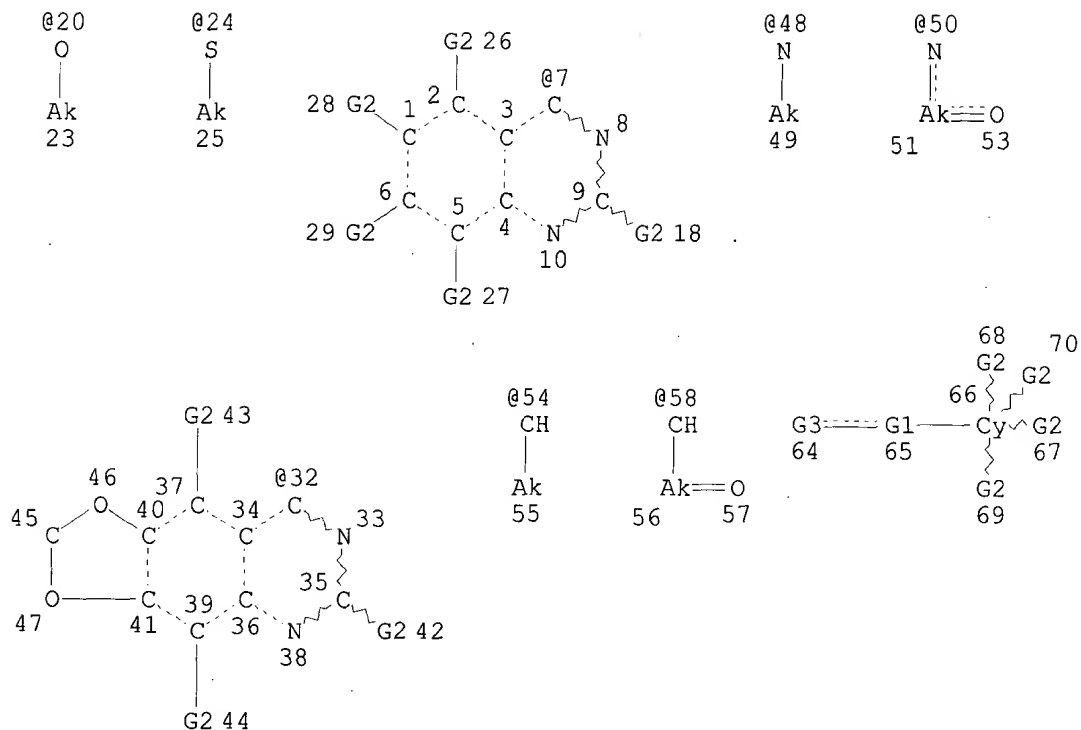 @20 @24 @48 @50
O S G2 26 @7 N N
Ak Ak 28 G2 1 2 C 3 C N 8 Ak Ak O
23 25 C C 49 51 53
6 C 5 C 9 C
29 G2 C 4 N G2 18
10
G2 27
68 70
G2 G2
G2 43 @54 @58 66
CH CH G3 G1 Cy G2
46 37 @32 64 65 67
O 40 C 34 C N 33 Ak Ak O G2
45 C C C 55 56 57 69
35
O C 39 C C
47 41 C 36 N G2 42
38
G2 44